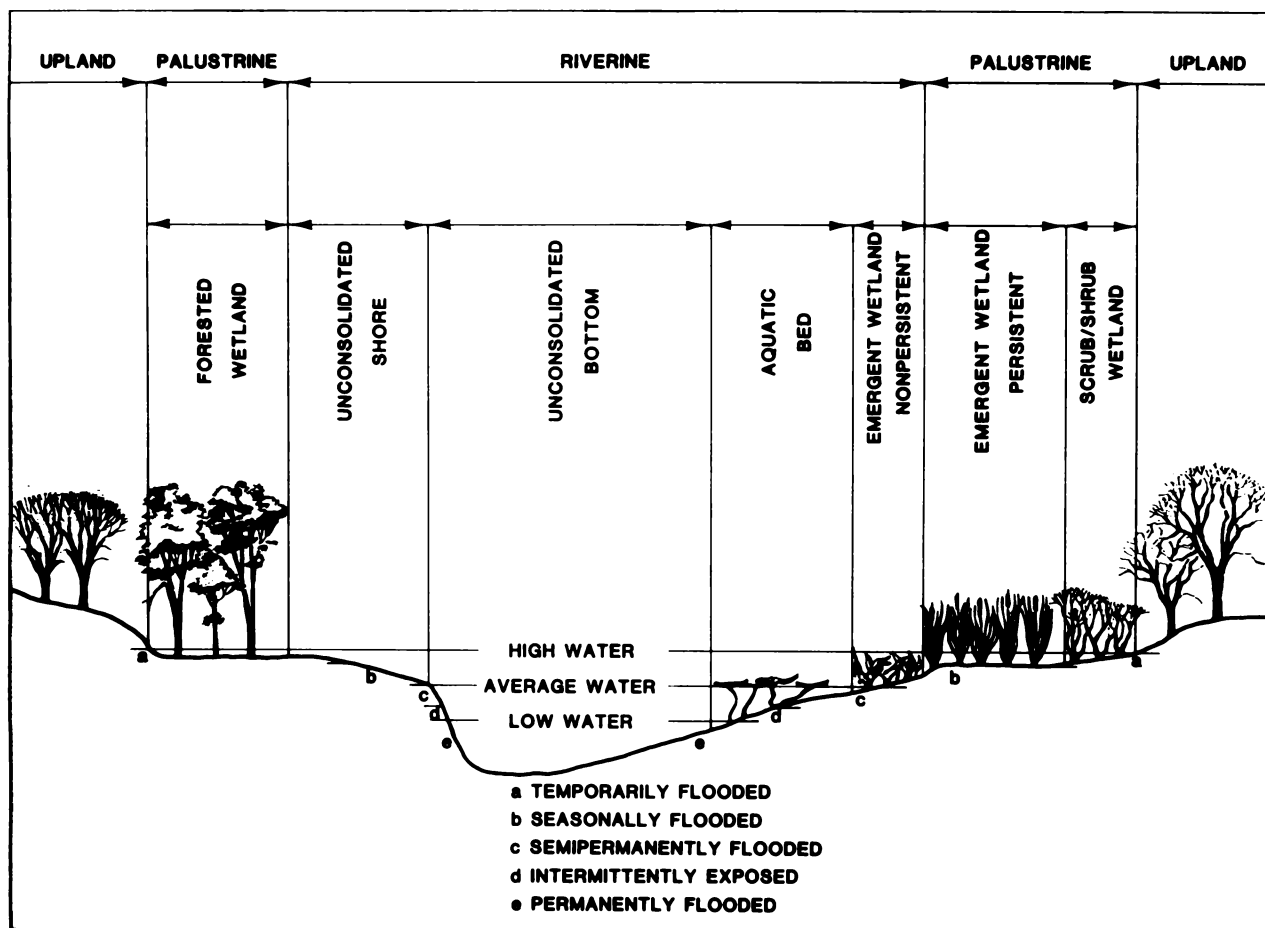 UPLAND
PALUSTRINE
RIVERINE
PALUSTRINE
UPLAND
FORESTED
WETLAND
UNCONSOLIDATED
SHORE
UNCONSOLIDATED
BOTTOM
AQUATIC
BED
EMERGENT WETLAND
NONPERSISTENT
EMERGENT WETLAND
PERSISTENT
SCRUB/SHRUB
WETLAND
HIGH WATER
AVERAGE WATER
LOW WATER
a
b
c
d
e
e
d
c
b
a
a TEMPORARILY FLOODED
b SEASONALLY FLOODED
c SEMIPERMANENTLY FLOODED
d INTERMITTENTLY EXPOSED
e PERMANENTLY FLOODED